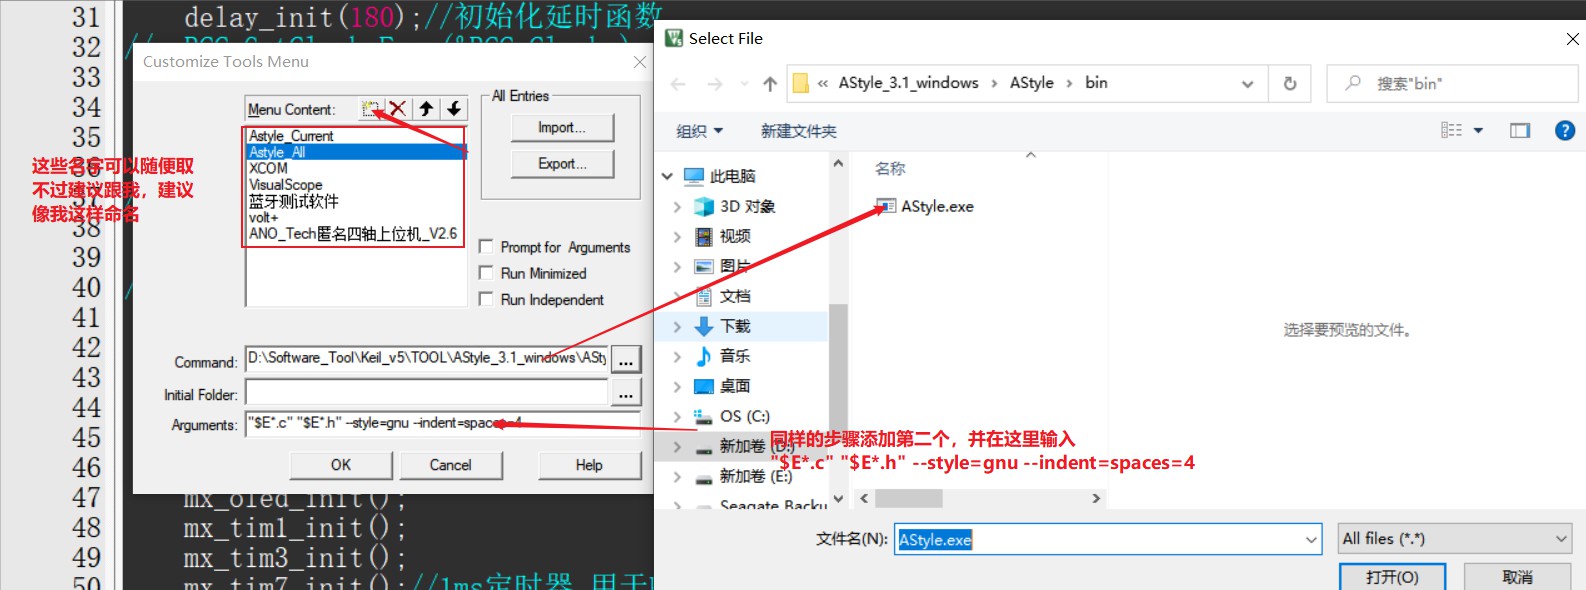 31
delay_init(180);//初始化延时函数
32
33
34
35
36
37
38
39
40
41
42
43
44
45
46
47
mx_oled_init();
48
mx_tim1_init();
49
mx_tim3_init();
50
mx_tim7_init();//1ms定时器 用于
这些名字可以随便取
不过建议跟我，建议
像我这样命名
Customize Tools Menu
Menu Content:
Astyle_Current
Astyle_All
XCOM
VisualScope
蓝牙测试软件
volt+
ANO_Tech匿名四轴上位机_V2.6
All Entries
Import...
Export...
Prompt for Arguments
Run Minimized
Run Independent
Command:
D:\Software_Tool\Keil_v5\TOOL\AStyle_3.1_windows\ASty
...
Initial Folder:
...
Arguments:
"$E*.c" "$E*.h" --style=gnu --indent=spaces=4
OK
Cancel
Help
Select File
« AStyle_3.1_windows › AStyle › bin
搜索"bin"
组织
新建文件夹
此电脑
3D 对象
视频
图片
文档
下载
音乐
桌面
OS (C:)
新加卷 (D:)
新加卷 (E:)
Seagate Backu
名称
AStyle.exe
选择要预览的文件。
同样的步骤添加第二个，并在这里输入
"$E*.c" "$E*.h" --style=gnu --indent=spaces=4
文件名(N):
AStyle.exe
All files (*.*)
打开(O)
取消